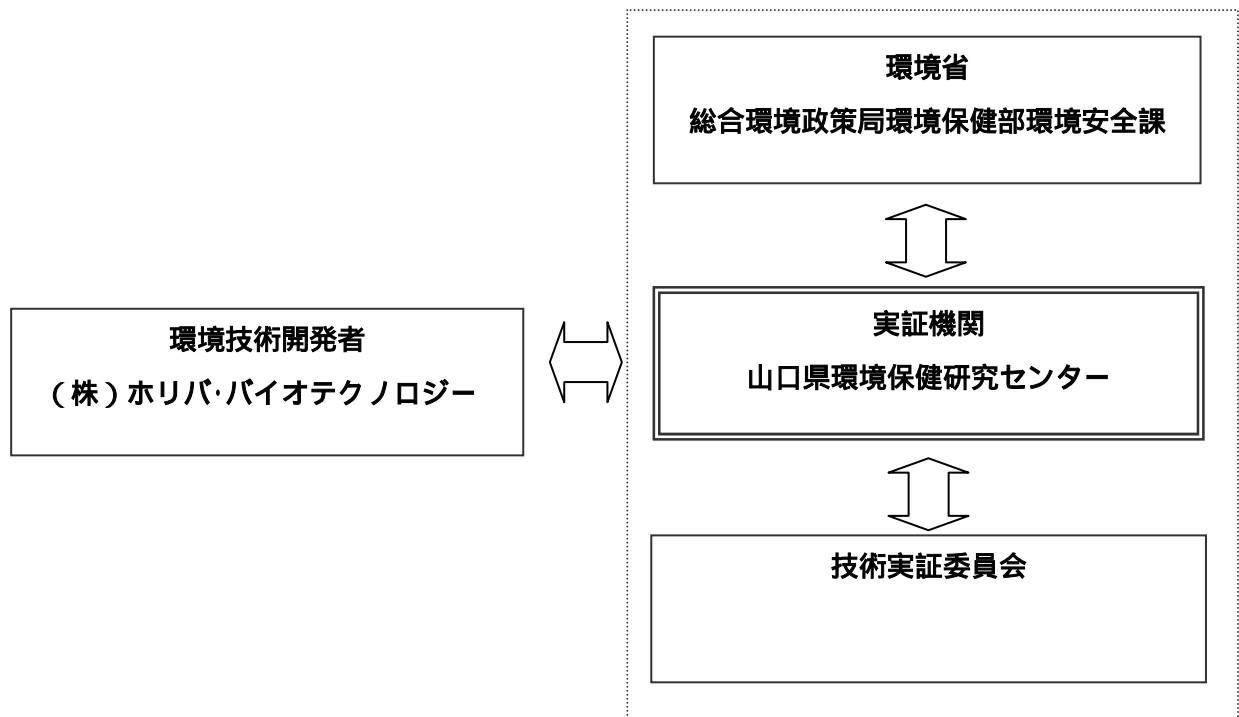 環境省
総合環境政策局環境保健部環境安全課
環境技術開発者
（株）ホリバ･バイオテクノロジー
実証機関
山口県環境保健研究センター
技術実証委員会